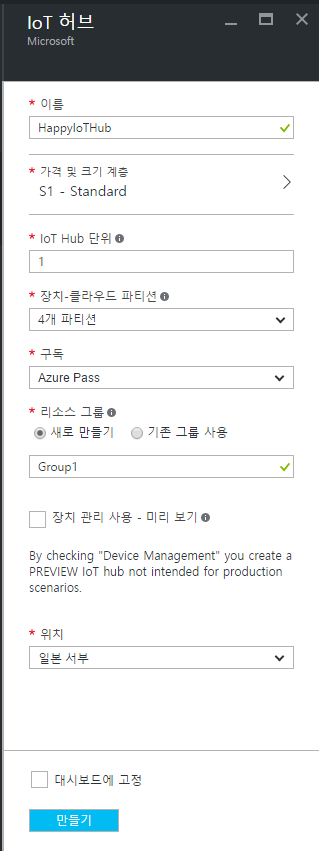 IoT 허브
Microsoft
* 이름
HappyIoTHub
* 가격 및 크기 계층
S1 - Standard
* IoT Hub 단위
1
* 장치-클라우드 파티션
4개 파티션
* 구독
Azure Pass
* 리소스 그룹
새로 만들기 기존 그룹 사용
Group1
장치 관리 사용 - 미리 보기
By checking "Device Management" you create a
PREVIEW IoT hub not intended for production
scenarios.
* 위치
일본 서부
대시보드에 고정
만들기